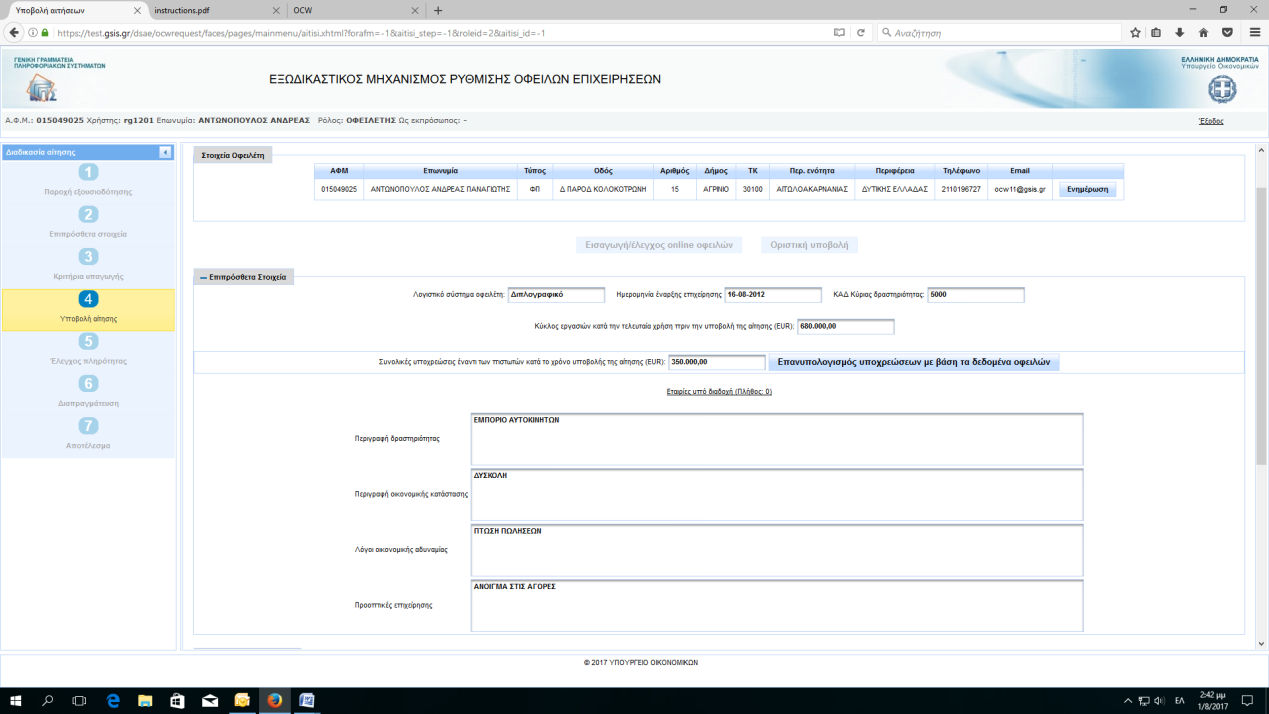 Υποβολή αιτήσεων
instructions.pdf
OCW
https://test.gsis.gr/dsae/ocwrequest/faces/pages/mainmenu/aitisi.xhtml?forafm=-1&aitisi_step=-1&roleid=2&aitisi_id=-1
Αναζήτηση
ΓΕΝΙΚΗ ΓΡΑΜΜΑΤΕΙΑ
ΠΛΗΡΟΦΟΡΙΑΚΩΝ ΣΥΣΤΗΜΑΤΩΝ
ΕΞΩΔΙΚΑΣΤΙΚΟΣ ΜΗΧΑΝΙΣΜΟΣ ΡΥΘΜΙΣΗΣ ΟΦΕΙΛΩΝ ΕΠΙΧΕΙΡΗΣΕΩΝ
ΕΛΛΗΝΙΚΗ ΔΗΜΟΚΡΑΤΙΑ
Υπουργείο Οικονομικών
Α.Φ.Μ.: 015049025 Χρήστης: rg1201 Επωνυμία: ΑΝΤΩΝΟΠΟΥΛΟΣ ΑΝΔΡΕΑΣ Ρόλος: ΟΦΕΙΛΕΤΗΣ Ως εκπρόσωπος: -
Έξοδος
Διαδικασία αίτησης
1
Παροχή εξουσιοδότησης
2
Επιπρόσθετα στοιχεία
3
Κριτήρια υπαγωγής
4
Υποβολή αίτησης
5
Έλεγχος πληρότητας
6
Διαπραγμάτευση
7
Αποτέλεσμα
Στοιχεία Οφειλέτη
ΑΦΜ Επωνυμία Τύπος Οδός Αριθμός Δήμος ΤΚ Περ. ενότητα Περιφέρεια Τηλέφωνο Email
015049025 ΑΝΤΩΝΟΠΟΥΛΟΣ ΑΝΔΡΕΑΣ ΠΑΝΑΓΙΩΤΗΣ ΦΠ Δ ΠΑΡΟΔ ΚΟΛΟΚΟΤΡΩΝΗ 15 ΑΓΡΙΝΙΟ 30100 ΑΙΤΩΛΟΑΚΑΡΝΑΝΙΑΣ ΔΥΤΙΚΗΣ ΕΛΛΑΔΑΣ 2110196727 ocw11@gsis.gr Ενημέρωση
Εισαγωγή/έλεγχος online οφειλών Οριστική υποβολή
Επιπρόσθετα Στοιχεία
Λογιστικό σύστημα οφειλέτη: Διπλογραφικό Ημερομηνία έναρξης επιχείρησης 16-08-2012 ΚΑΔ Κύριας δραστηριότητας: 5000
Κύκλος εργασιών κατά την τελευταία χρήση πριν την υποβολή της αίτησης (EUR): 680.000,00
Συνολικές υποχρεώσεις έναντι των πιστωτών κατά το χρόνο υποβολής της αίτησης (EUR): 350.000,00 Επανυπολογισμός υποχρεώσεων με βάση τα δεδομένα οφειλών
Εταιρίες υπό διαδοχή (Πλήθος: 0)
Περιγραφή δραστηριότητας
ΕΜΠΟΡΙΟ ΑΥΤΟΚΙΝΗΤΩΝ
Περιγραφή οικονομικής κατάστασης
ΔΥΣΚΟΛΗ
Λόγοι οικονομικής αδυναμίας
ΠΤΩΣΗ ΠΩΛΗΣΕΩΝ
Προοπτικές επιχείρησης
ΑΝΟΙΓΜΑ ΣΤΙΣ ΑΓΟΡΕΣ
© 2017 ΥΠΟΥΡΓΕΙΟ ΟΙΚΟΝΟΜΙΚΩΝ
ΕΛ
2:42 μμ
1/8/2017